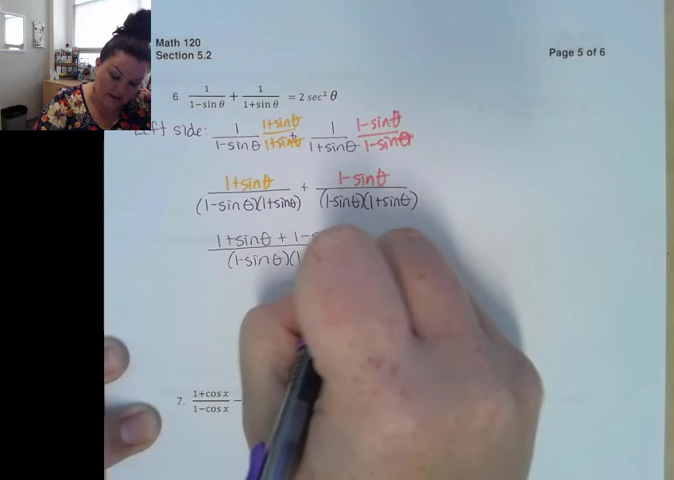 Math 120
Section 5.2
Page 5 of 6
6. 1/(1−sin θ) + 1/(1+sin θ) = 2 sec² θ
Left side: 1/(1-sinθ) (1+sinθ)/(1+sinθ) + 1/(1+sinθ) (1-sinθ)/(1-sinθ)
(1+sinθ)/((1-sinθ)(1+sinθ)) + (1-sinθ)/((1-sinθ)(1+sinθ))
1+sinθ + 1-
(1-sinθ)(1
7. (1+cos x)/(1−cos x) −